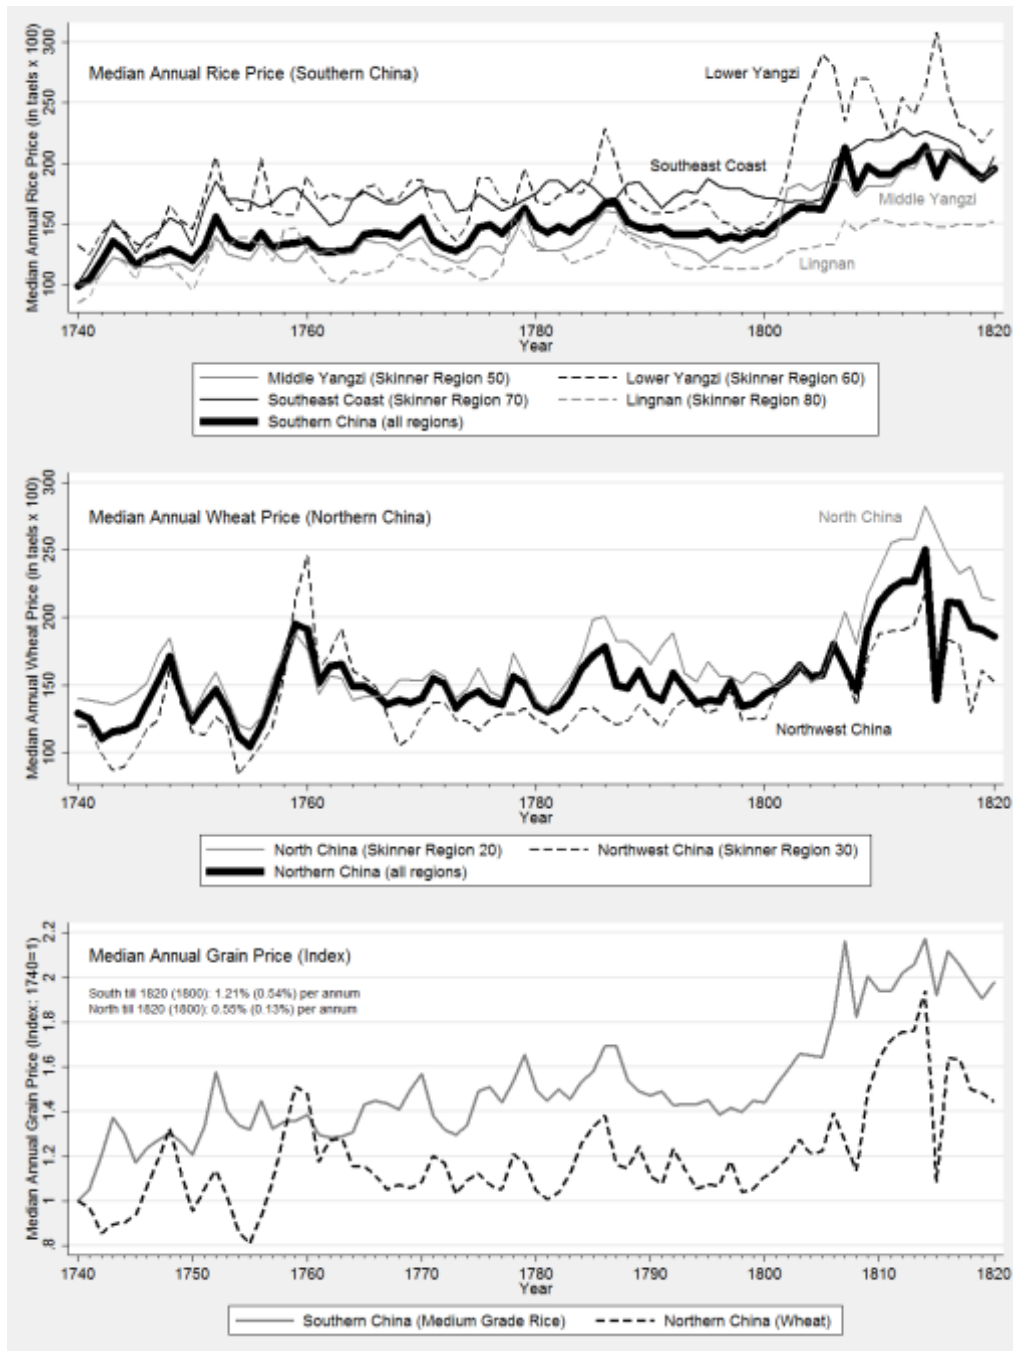 Median Annual Rice Price (in taels x 100)
300
250
200
150
100
Median Annual Rice Price (Southern China)
Lower Yangzi
Southeast Coast
Middle Yangzi
Lingnan
1740 1760 1780 1800 1820
Year
Middle Yangzi (Skinner Region 50) Lower Yangzi (Skinner Region 60)
Southeast Coast (Skinner Region 70) Lingnan (Skinner Region 80)
Southern China (all regions)
Median Annual Wheat Price (in taels x 100)
300
250
200
150
100
Median Annual Wheat Price (Northern China)
North China
Northwest China
1740 1760 1780 1800 1820
Year
North China (Skinner Region 20) Northwest China (Skinner Region 30)
Northern China (all regions)
Median Annual Grain Price (Index: 1740=1)
2.2
2
1.8
1.6
1.4
1.2
1
.8
Median Annual Grain Price (Index)
South till 1820 (1800): 1.21% (0.54%) per annum
North till 1820 (1800): 0.55% (0.13%) per annum
1740 1750 1760 1770 1780 1790 1800 1810 1820
Year
Southern China (Medium Grade Rice) Northern China (Wheat)